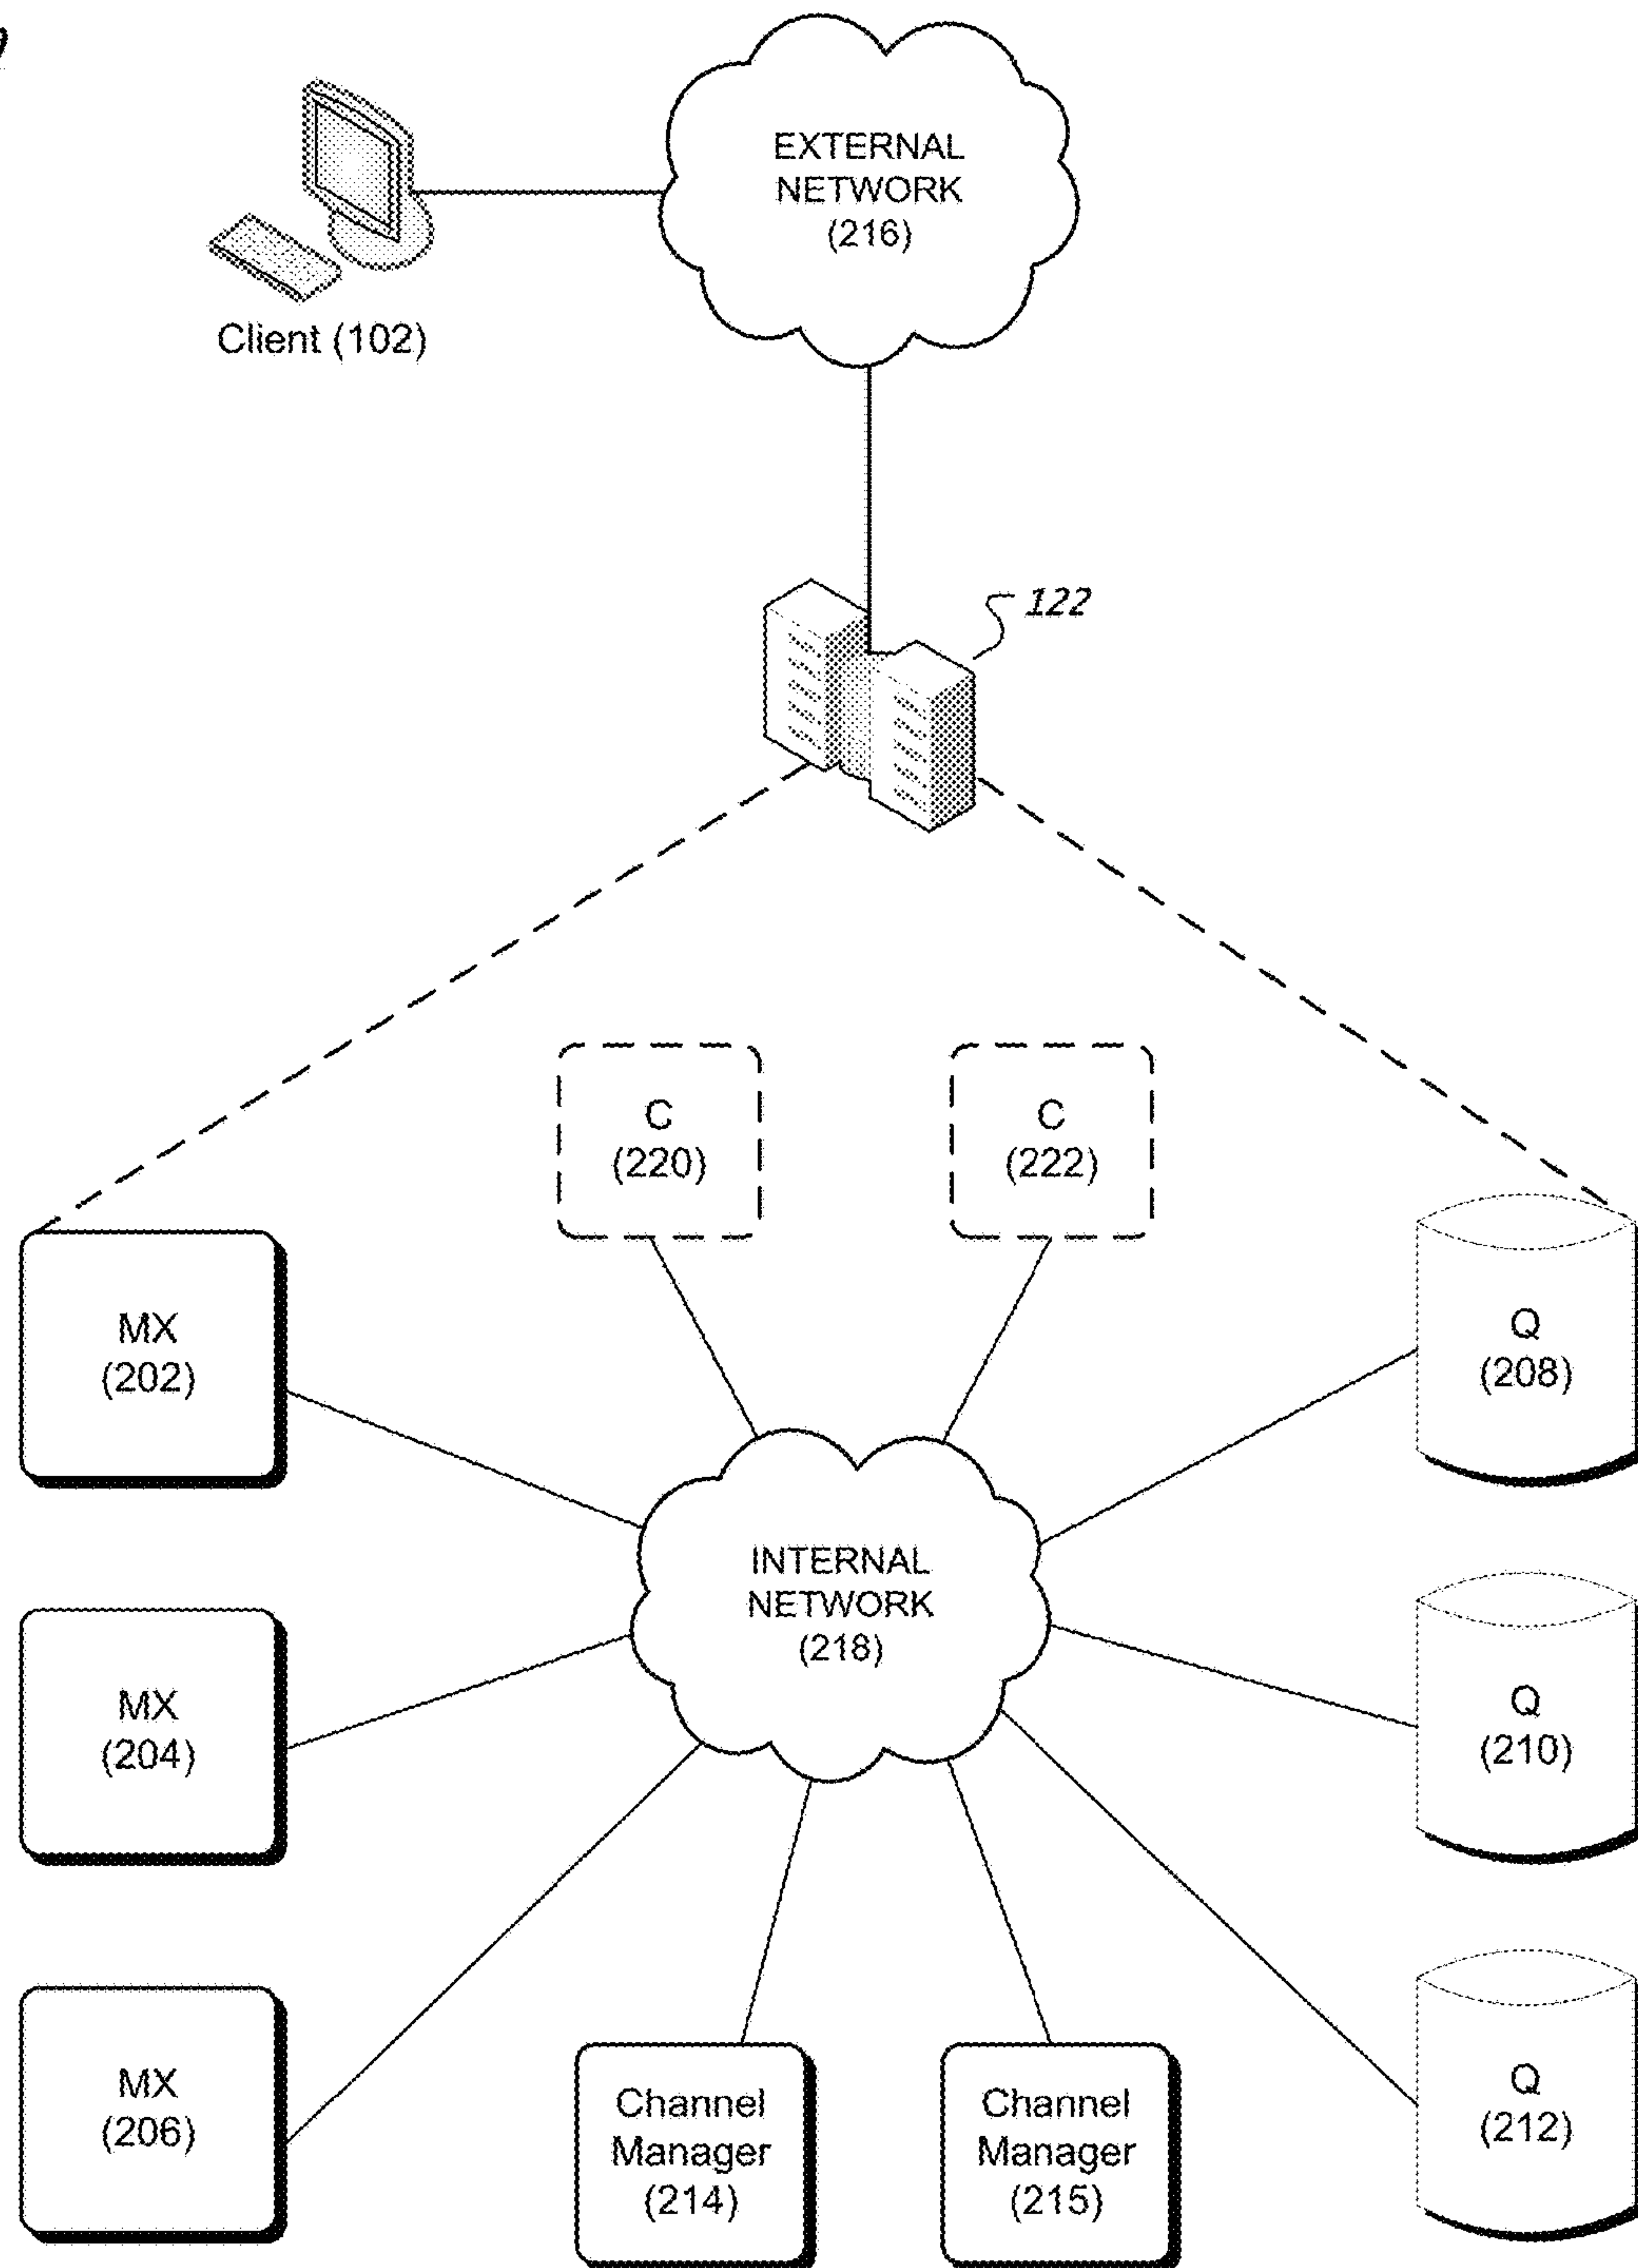 EXTERNAL
NETWORK
(216)
Client (102)
122
C
(220)
C
(222)
MX
(202)
Q
(208)
INTERNAL
NETWORK
(218)
MX
(204)
Q
(210)
MX
(206)
Channel
Manager
(214)
Channel
Manager
(215)
Q
(212)